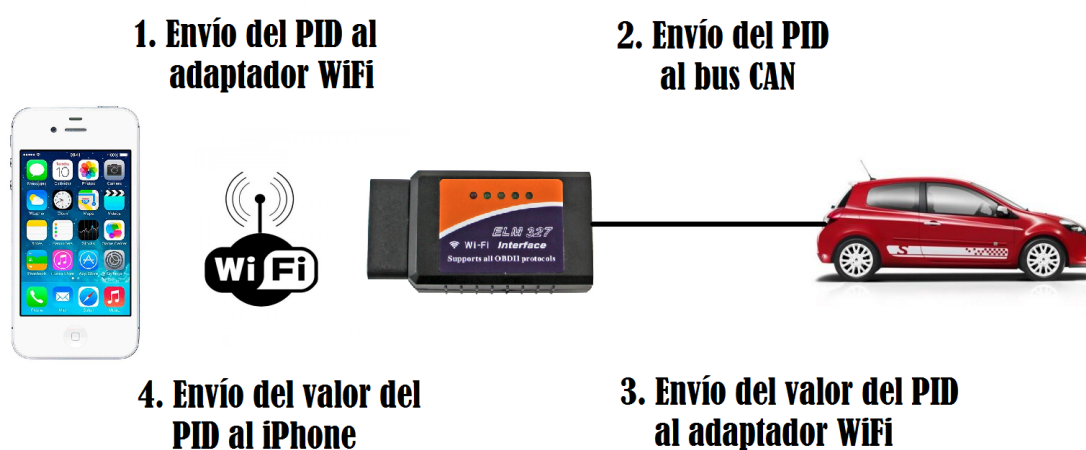 1. Envío del PID al
adaptador WiFi
2. Envío del PID
al bus CAN
Wi Fi
ELM 327
Wi-Fi Interface
Supports all OBDII protocols
S
4. Envío del valor del
PID al iPhone
3. Envío del valor del PID
al adaptador WiFi